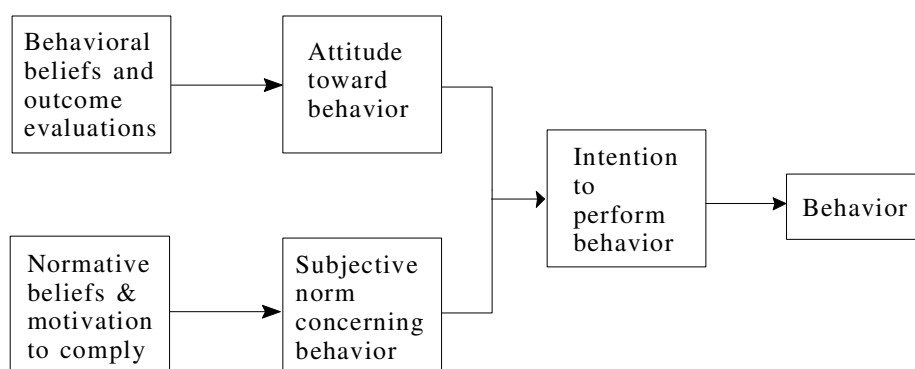 Behavioral
beliefs and
outcome
evaluations
Attitude
toward
behavior
Intention
to
perform
behavior
Behavior
Normative
beliefs &
motivation
to comply
Subjective
norm
concerning
behavior